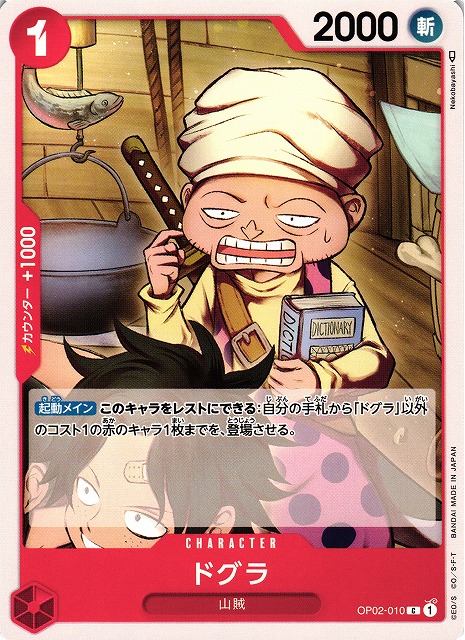 1
2000
斬
Nekobayashi
⚡カウンター +1000
DICTIONARY
DICTI
起動メイン このキャラをレストにできる：自分の手札から「ドグラ」以外
のコスト1の赤のキャラ1枚までを、登場させる。
CHARACTER
ドグラ
山賊
OP02-010 C 1
©E.O/S ©O./S・F・T BANDAI MADE IN JAPAN